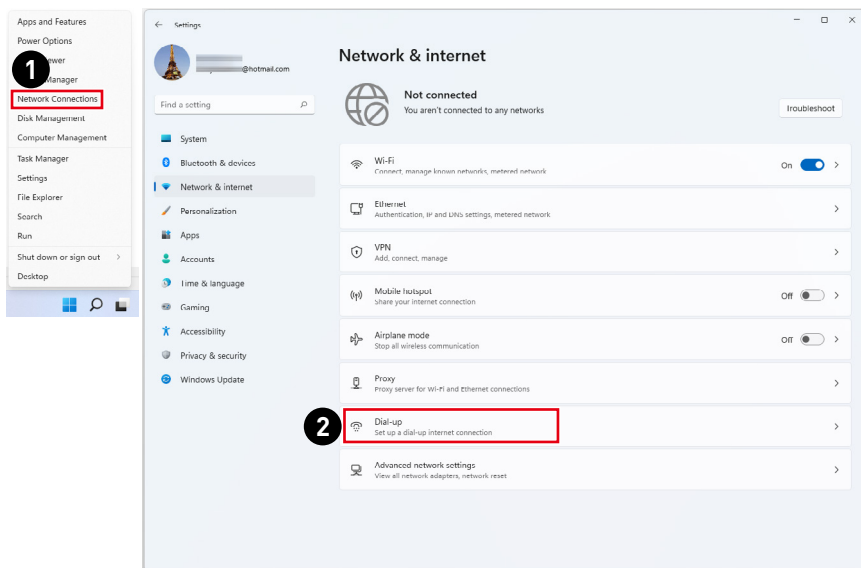 Apps and Features
Power Options
ewer
1
Manager
Network Connections
Disk Management
Computer Management
Task Manager
Settings
File Explorer
Search
Run
Shut down or sign out
Desktop
Settings
@hotmail.com
Find a setting
System
Bluetooth & devices
Network & internet
Personalization
Apps
Accounts
Time & language
Gaming
Accessibility
Privacy & security
Windows Update
Network & internet
Not connected
You aren't connected to any networks
Troubleshoot
Wi-Fi
Connect, manage known networks, metered network
On
Ethernet
Authentication, IP and DNS settings, metered network
VPN
Add, connect, manage
Mobile hotspot
Share your internet connection
Off
Airplane mode
Stop all wireless communication
Off
Proxy
Proxy server for Wi-Fi and Ethernet connections
2
Dial-up
Set up a dial-up internet connection
Advanced network settings
View all network adapters, network reset